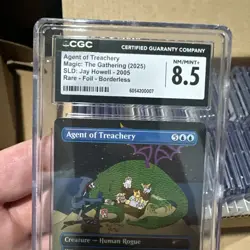 CGC
CERTIFIED GUARANTY COMPANY
Agent of Treachery
Magic: The Gathering (2025)
SLD: Jay Howell - 2005
Rare - Foil - Borderless
NM/MINT+
8.5
6054300007
Agent of Treachery
Creature — Human Rogue